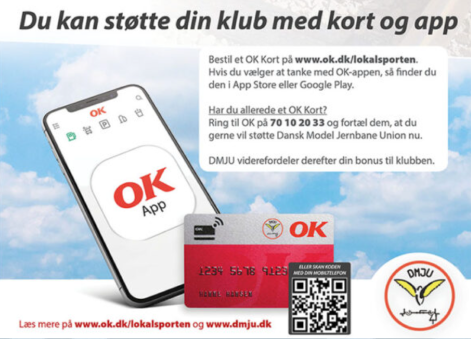 Du kan støtte din klub med kort og app
Bestil et OK Kort på www.ok.dk/lokalsporten.
Hvis du vælger at tanke med OK-appen, så finder du
den i App Store eller Google Play.
Har du allerede et OK Kort?
Ring til OK på 70 10 20 33 og fortæl dem, at du
gerne vil støtte Dansk Model Jernbane Union nu.
DMJU viderefordeler derefter din bonus til klubben.
OK
OK
App
OK
1234 5678 9123
ELLER SKAN KODEN
MED DIN MOBILTELEFON
DMJU
Læs mere på www.ok.dk/lokalsporten og www.dmju.dk